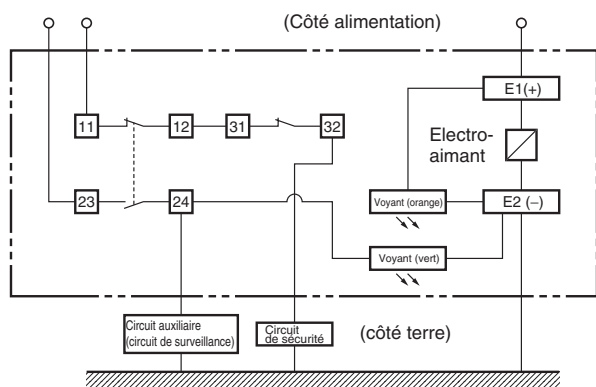 (Côté alimentation)
E1(+)
11
12
31
32
Electro-
aimant
23
24
Voyant (orange)
E2 (−)
Voyant (vert)
Circuit auxiliaire
(circuit de surveillance)
Circuit
de sécurité
(côté terre)